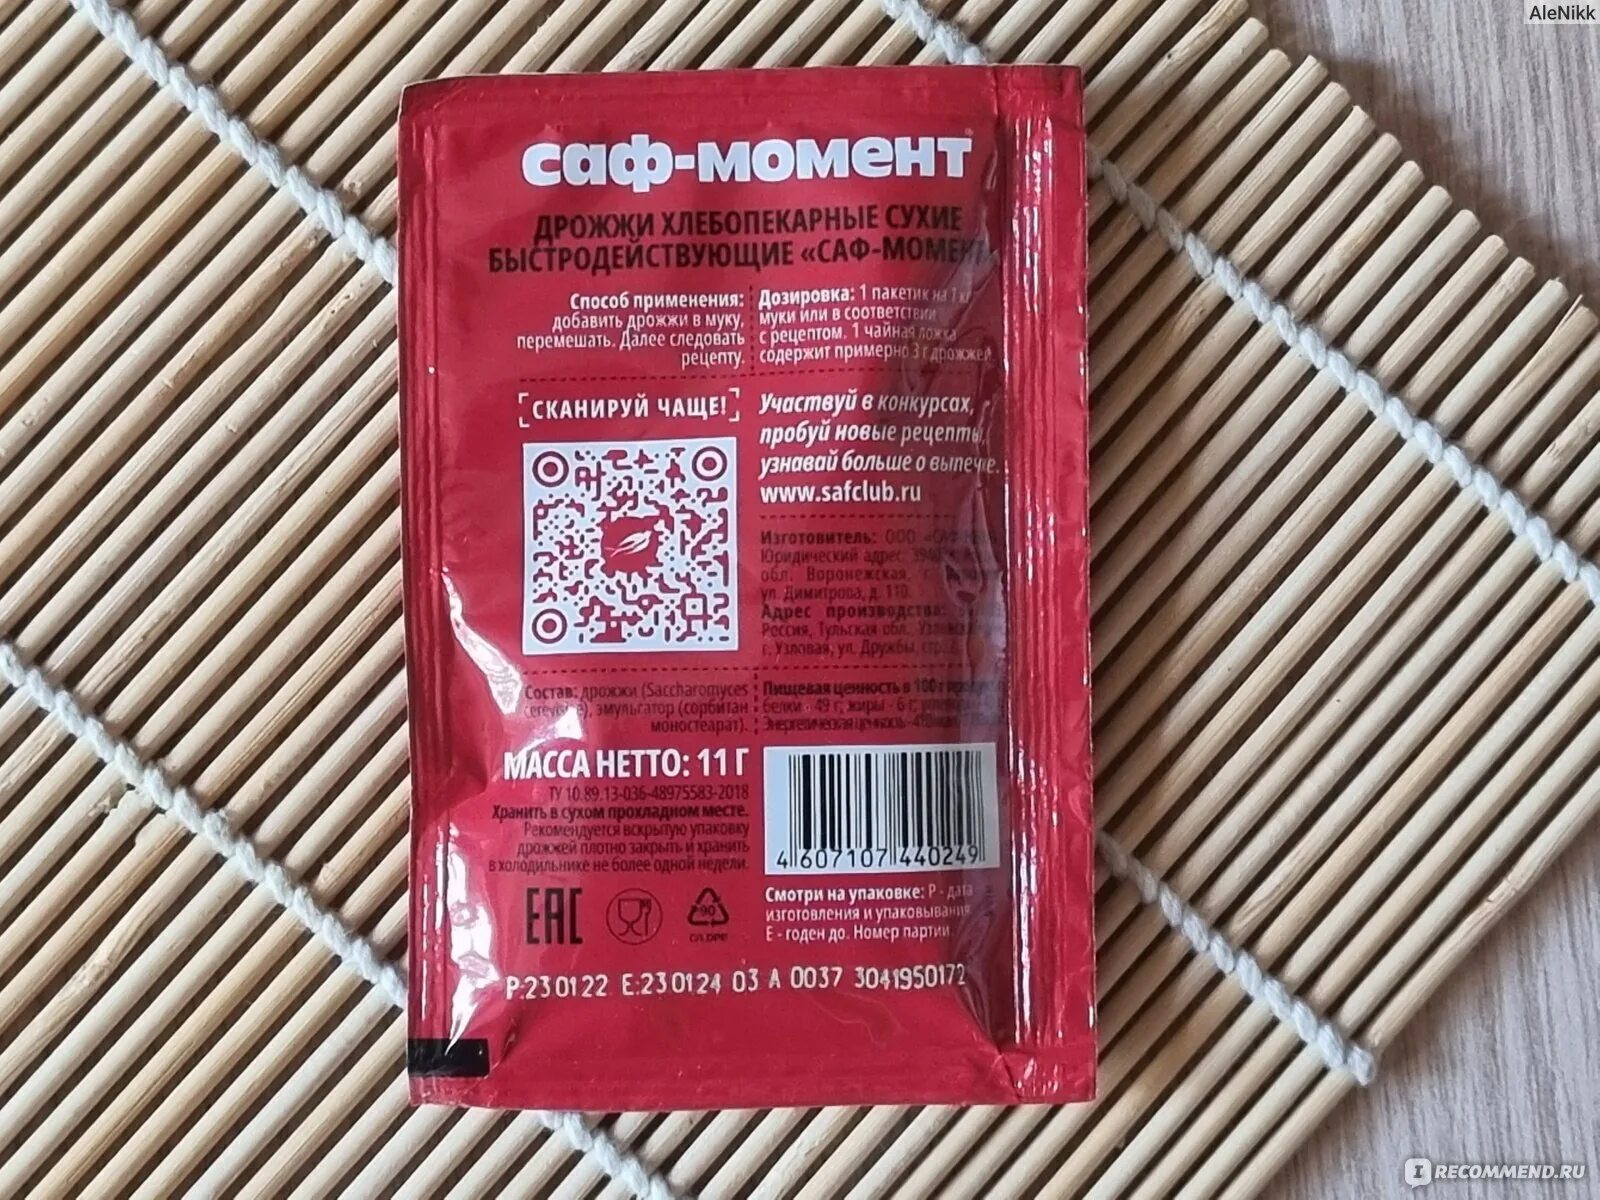 AleNikk
саф-момент
ДРОЖЖИ ХЛЕБОПЕКАРНЫЕ СУХИЕ
БЫСТРОДЕЙСТВУЮЩИЕ «САФ-МОМЕНТ
Способ применения:
добавить дрожжи в муку,
перемешать. Далее следовать
рецепту.
Дозировка: 1 пакетик на 1 кг
муки или в соответствии
с рецептом. 1 чайная ложка
содержит примерно 3 г дрожжей
СКАНИРУЙ ЧАЩЕ!
Участвуй в конкурсах,
пробуй новые рецепты,
узнавай больше о выпечке.
www.safclub.ru
Изготовитель: ООО
Юридический адрес:
обл. Воронежская,
ул. Димитрова, д. 110
Адрес производства:
Россия, Тульская обл.,
г. Узловая, ул. Дружбы,
Состав: дрожжи (Saccharomyces
cerevisiae), эмульгатор (сорбитан
моностеарат).
Пищевая ценность в 100 г
белки - 49 г; жиры - 6 г;
Энергетическая ценность -
МАССА НЕТТО: 11 Г
ТУ 10.89.13-036-48975583-2018
Хранить в сухом прохладном месте.
Рекомендуется вскрытую упаковку
дрожжей плотно закрыть и хранить
в холодильнике не более одной недели.
4 607107 440249
EAC
90
C/LDPE
Смотри на упаковке: P - дата
изготовления и упаковывания
E - годен до. Номер партии.
P:230122 E:230124 03 A 0037 3041950172
IRECOMMEND.RU